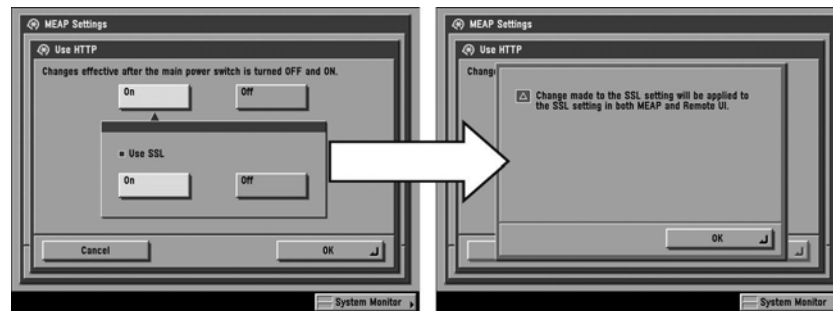 MEAP Settings
Use HTTP
Changes effective after the main power switch is turned OFF and ON.
On
Off
Use SSL
On
Off
Cancel
OK
System Monitor
MEAP Settings
Use HTTP
Chang
Change made to the SSL setting will be applied to
the SSL setting in both MEAP and Remote UI.
OK
System Monitor